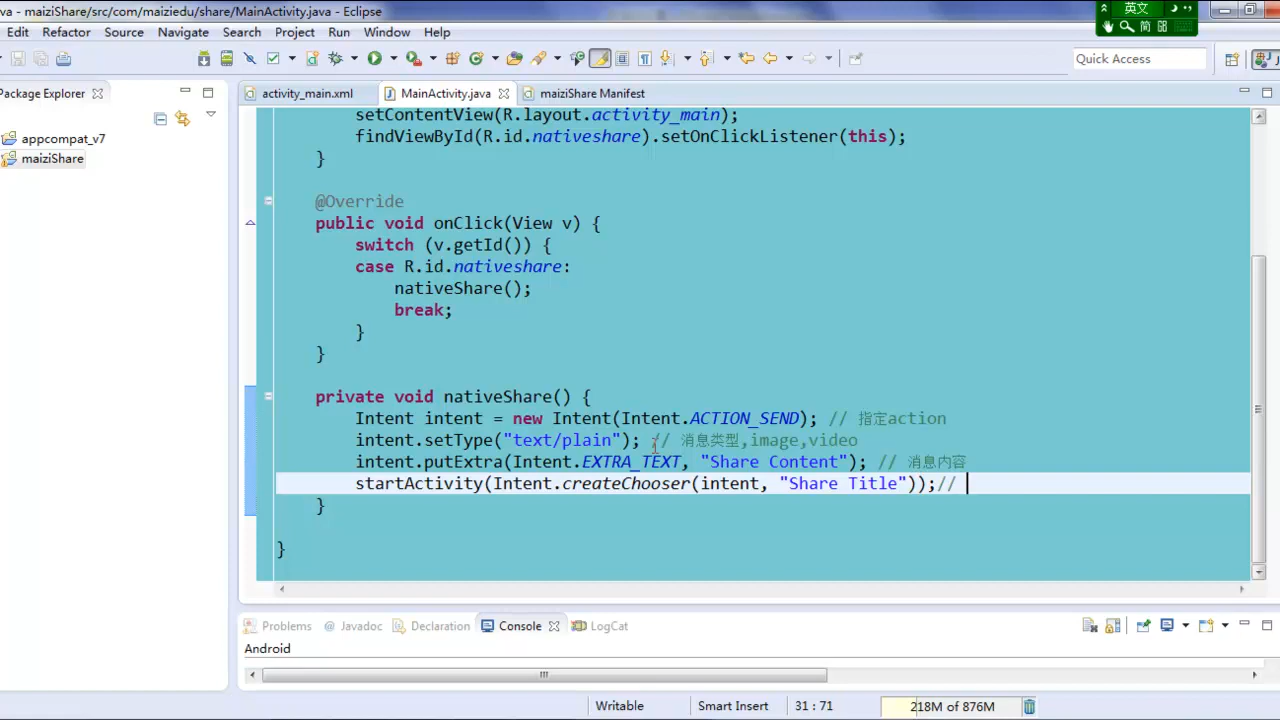 va - maiziShare/src/com/maiziedu/share/MainActivity.java - Eclipse
英文
Edit Refactor Source Navigate Search Project Run Window Help
简
Quick Access
Package Explorer
activity_main.xml
MainActivity.java
maiziShare Manifest
appcompat_v7
maiziShare
setContentView(R.layout.activity_main);
findViewById(R.id.nativeshare).setOnClickListener(this);
}
@Override
public void onClick(View v) {
switch (v.getId()) {
case R.id.nativeshare:
nativeShare();
break;
}
}
private void nativeShare() {
Intent intent = new Intent(Intent.ACTION_SEND); // 指定action
intent.setType("text/plain"); // 消息类型,image,video
intent.putExtra(Intent.EXTRA_TEXT, "Share Content"); // 消息内容
startActivity(Intent.createChooser(intent, "Share Title"));//
}
}
Problems @ Javadoc Declaration Console LogCat
Android
Writable Smart Insert 31 : 71 218M of 876M